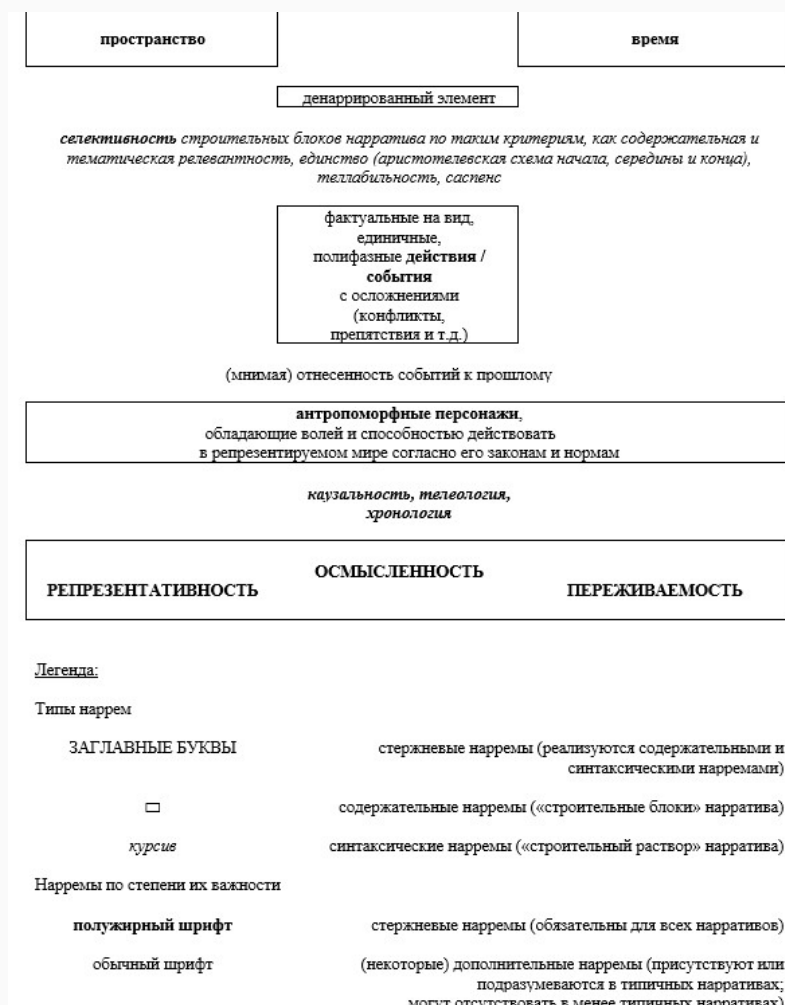 пространство время
денаррированный элемент
селективность строительных блоков нарратива по таким критериям, как содержательная и
тематическая релевантность, единство (аристотелевская схема начала, середины и конца),
теллабильность, саспенс
фактуальные на вид,
единичные,
полифазные действия /
события
с осложнениями
(конфликты,
препятствия и т.д.)
(мнимая) отнесенность событий к прошлому
антропоморфные персонажи,
обладающие волей и способностью действовать
в репрезентируемом мире согласно его законам и нормам
каузальность, телеология,
хронология
ОСМЫСЛЕННОСТЬ
РЕПРЕЗЕНТАТИВНОСТЬ ПЕРЕЖИВАЕМОСТЬ
Легенда:
Типы наррем
ЗАГЛАВНЫЕ БУКВЫ стержневые нарремы (реализуются содержательными и
синтаксическими нарремами)
содержательные нарремы («строительные блоки» нарратива)
курсив синтаксические нарремы («строительный раствор» нарратива)
Нарремы по степени их важности
полужирный шрифт стержневые нарремы (обязательны для всех нарративов)
обычный шрифт (некоторые) дополнительные нарремы (присутствуют или
подразумеваются в типичных нарративах;
могут отсутствовать в менее типичных нарративах)